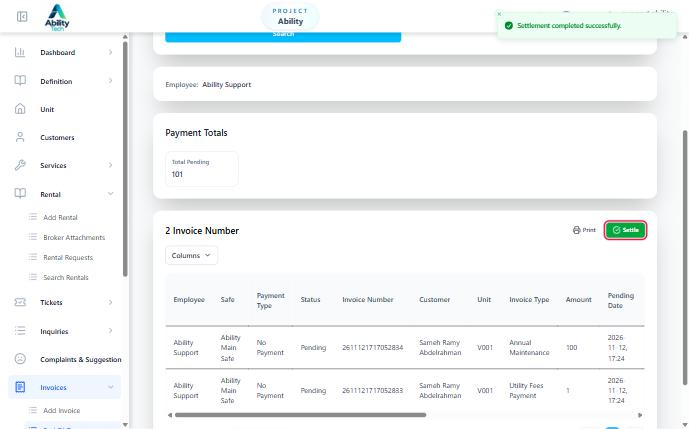 Ability
Tech
PROJECT
Ability
Settlement completed successfully.
Search
Dashboard
Definition
Unit
Customers
Services
Rental
Add Rental
Broker Attachments
Rental Requests
Search Rentals
Tickets
Inquiries
Complaints & Suggestion
Invoices
Add Invoice
Employee: Ability Support
Payment Totals
Total Pending
101
2 Invoice Number
Print
Settle
Columns
Employee Safe Payment Type Status Invoice Number Customer Unit Invoice Type Amount Pending Date
Ability Support Ability Main Safe No Payment Pending 2611121717052834 Sameh Ramy Abdelrahman V001 Annual Maintenance 100 2026-11-12, 17:24
Ability Support Ability Main Safe No Payment Pending 2611121717052833 Sameh Ramy Abdelrahman V001 Utility Fees Payment 1 2026-11-12, 17:24